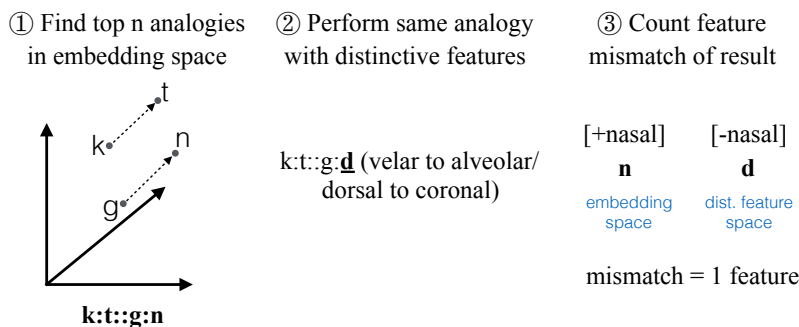 ① Find top n analogies
in embedding space
t
k
n
g
k:t::g:n
② Perform same analogy
with distinctive features
k:t::g:d (velar to alveolar/
dorsal to coronal)
③ Count feature
mismatch of result
[+nasal] [-nasal]
n d
embedding dist. feature
space space
mismatch = 1 feature